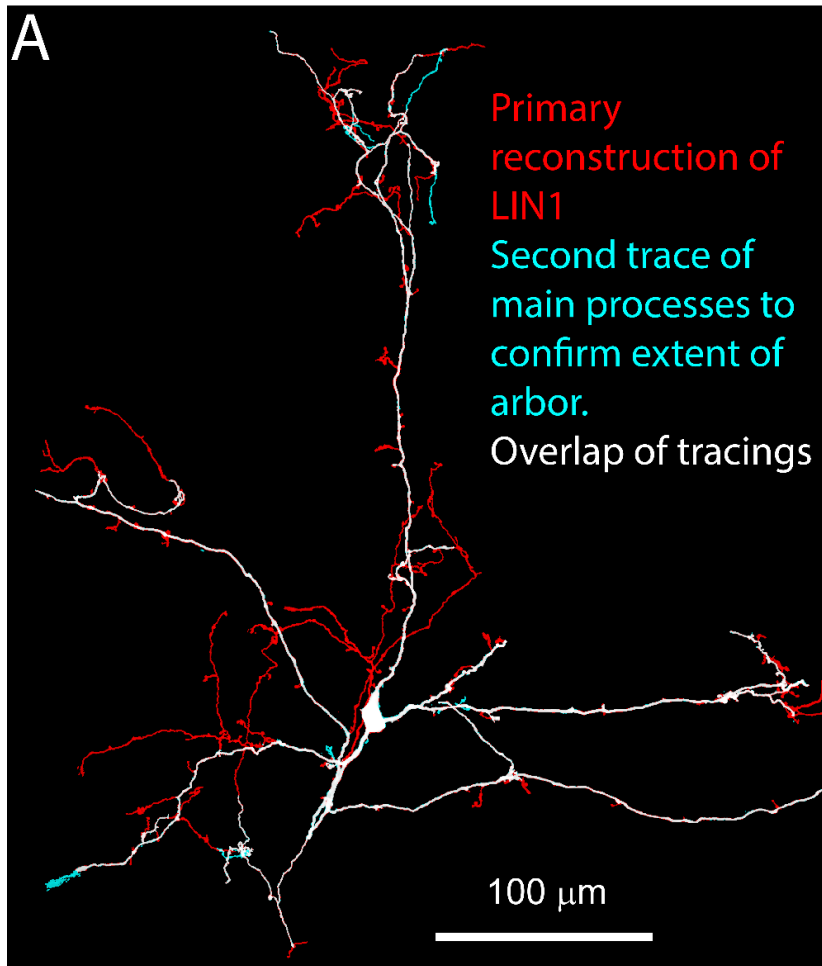 A
Primary
reconstruction of
LIN1
Second trace of
main processes to
confirm extent of
arbor.
Overlap of tracings
100 μm